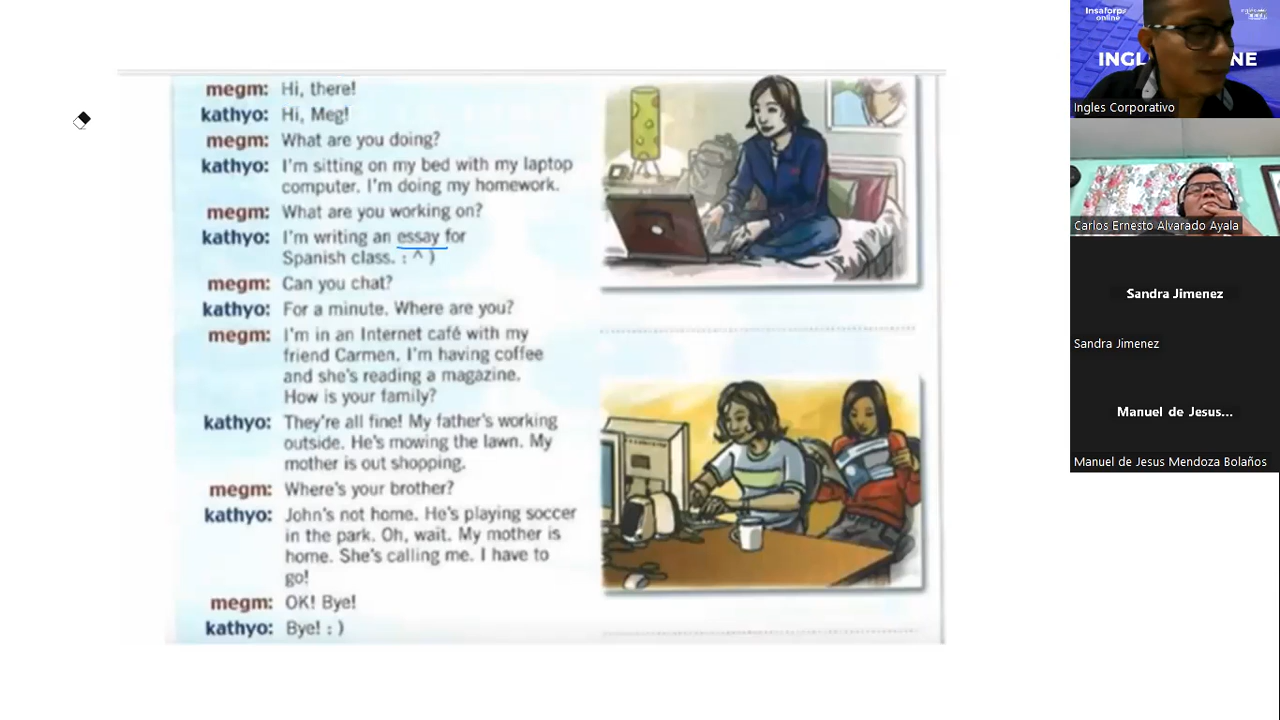 megm: Hi, there!
kathyo: Hi, Meg!
megm: What are you doing?
kathyo: I'm sitting on my bed with my laptop
computer. I'm doing my homework.
megm: What are you working on?
kathyo: I'm writing an essay for
Spanish class. : ^ )
megm: Can you chat?
kathyo: For a minute. Where are you?
megm: I'm in an Internet café with my
friend Carmen. I'm having coffee
and she's reading a magazine.
How is your family?
kathyo: They're all fine! My father's working
outside. He's mowing the lawn. My
mother is out shopping.
megm: Where's your brother?
kathyo: John's not home. He's playing soccer
in the park. Oh, wait. My mother is
home. She's calling me. I have to
go!
megm: OK! Bye!
kathyo: Bye! : )
Insaforp
online
INGL
NE
Ingles Corporativo
Carlos Ernesto Alvarado Ayala
Sandra Jimenez
Sandra Jimenez
Manuel de Jesus...
Manuel de Jesus Mendoza Bolaños